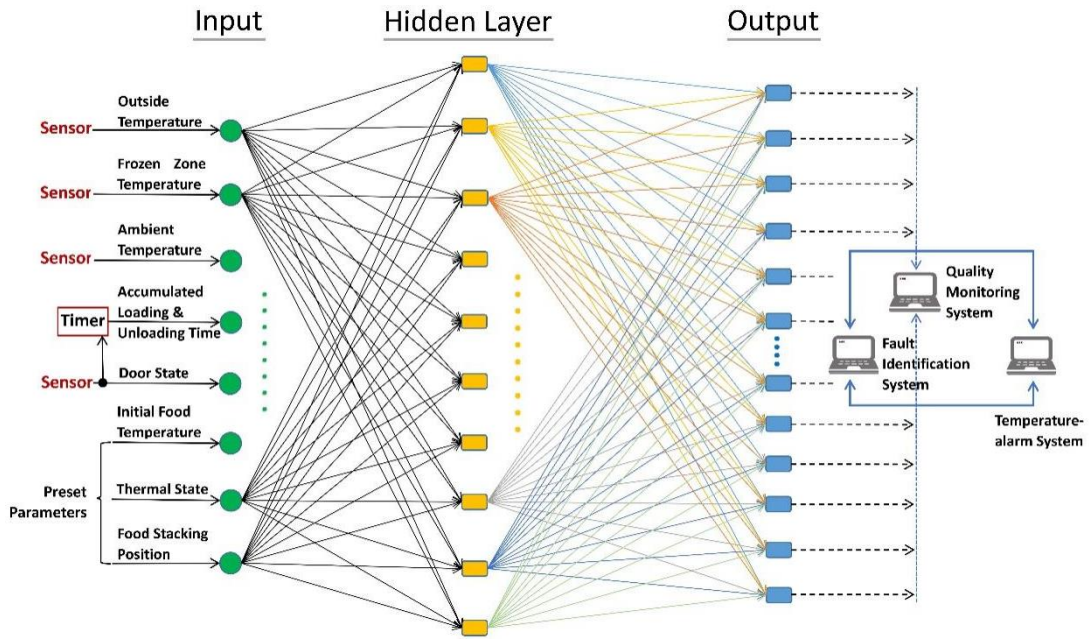 Input
Hidden Layer
Output
Outside
Sensor
Temperature
Frozen Zone
Sensor
Temperature
Ambient
Sensor
Temperature
Accumulated
Loading &
Timer
Unloading Time
Sensor
Door State
Initial Food
Temperature
Preset
Parameters
Thermal State
Food Stacking
Position
Quality
Monitoring
System
Fault
Identification
System
Temperature-
alarm System